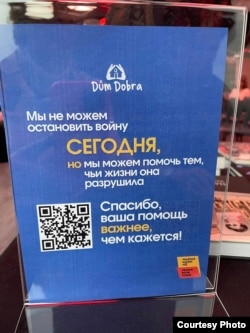 Dům Dobra
Мы не можем
остановить войну
СЕГОДНЯ,
но мы можем помочь тем,
чьи жизни она
разрушила
Спасибо,
ваша помощь
важнее,
чем кажется!
Courtesy Photo